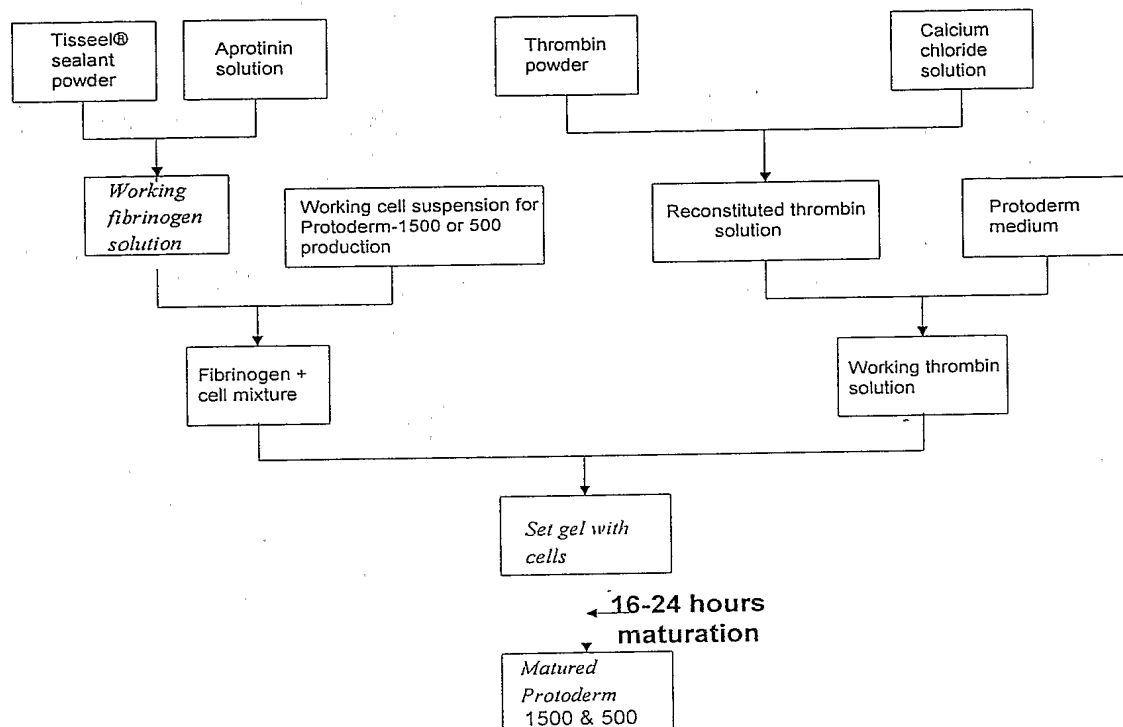 Tisseel®
sealant
powder
Aprotinin
solution
Thrombin
powder
Calcium
chloride
solution
Working
fibrinogen
solution
Working cell suspension for
Protoderm-1500 or 500
production
Reconstituted thrombin
solution
Protoderm
medium
Fibrinogen +
cell mixture
Working thrombin
solution
Set gel with
cells
16-24 hours
maturation
Matured
Protoderm
1500 & 500